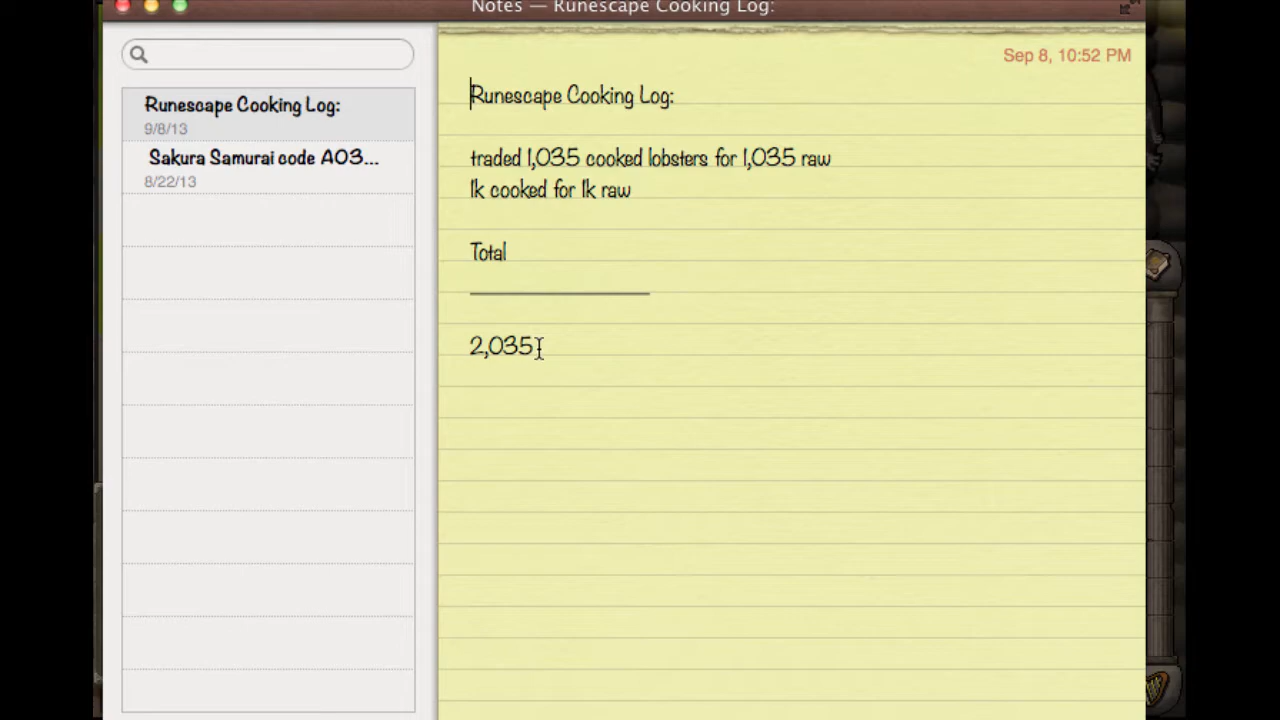 Notes — Runescape Cooking Log:
Runescape Cooking Log:
9/8/13
Sakura Samurai code A03...
8/22/13
Sep 8, 10:52 PM
Runescape Cooking Log:
traded 1,035 cooked lobsters for 1,035 raw
1k cooked for 1k raw
Total
2,035